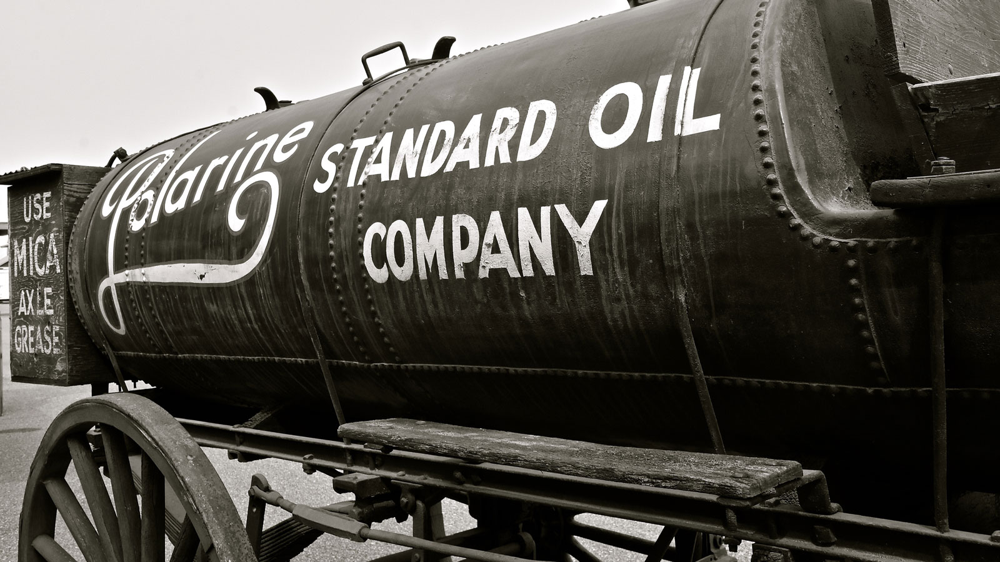 USE
MICA
AXLE
GREASE
Polarine
STANDARD OIL
COMPANY